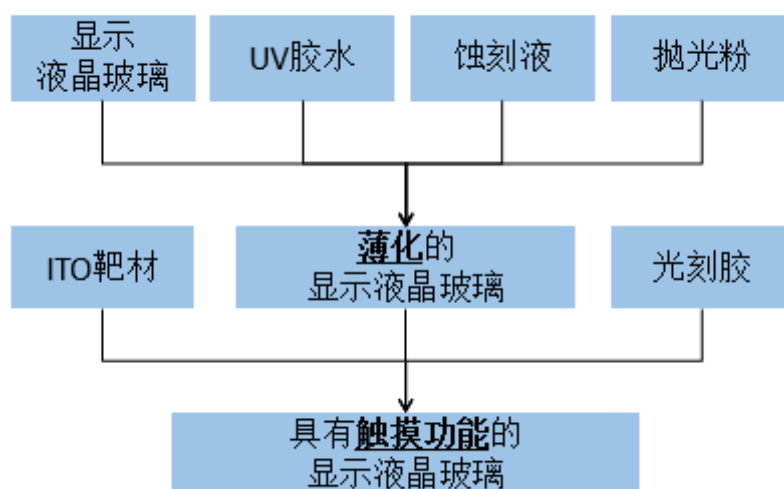 显示
液晶玻璃
UV胶水
蚀刻液
抛光粉
ITO靶材
薄化的
显示液晶玻璃
光刻胶
具有触摸功能的
显示液晶玻璃